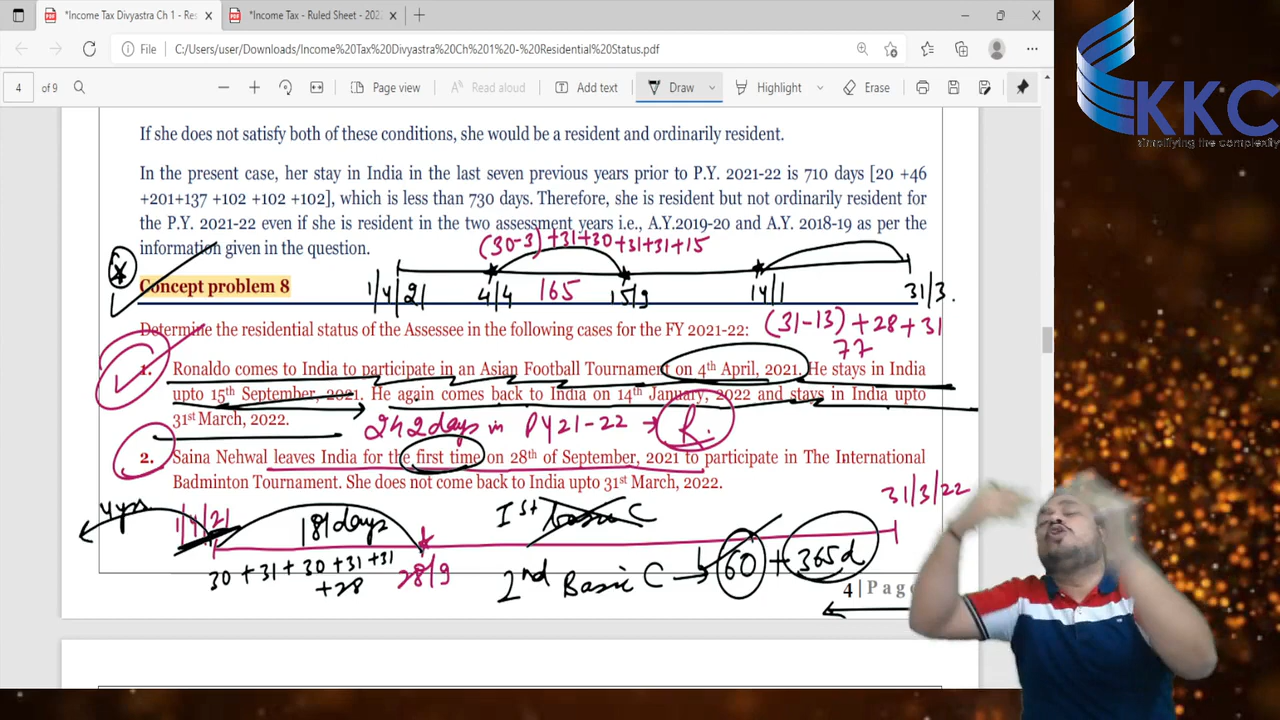 *Income Tax Divyastra Ch 1 - Res
*Income Tax - Ruled Sheet - 202
File
C:/Users/user/Downloads/Income%20Tax%20Divyastra%20Ch%201%20-%20Residential%20Status.pdf
4 of 9
Page view
Read aloud
Add text
Draw
Highlight
Erase
KKC
simplifying the complexity
If she does not satisfy both of these conditions, she would be a resident and ordinarily resident.
In the present case, her stay in India in the last seven previous years prior to P.Y. 2021-22 is 710 days [20 +46
+201+137 +102 +102 +102], which is less than 730 days. Therefore, she is resident but not ordinarily resident for
the P.Y. 2021-22 even if she is resident in the two assessment years i.e., A.Y.2019-20 and A.Y. 2018-19 as per the
information given in the question.
(30-3)+31+30+31+31+15
Concept problem 8
1/4/21 4/4 165 15/9 14/1 31/3.
Determine the residential status of the Assessee in the following cases for the FY 2021-22:
(31-13)+28+31
77
1. Ronaldo comes to India to participate in an Asian Football Tournament on 4th April, 2021. He stays in India
upto 15th September, 2021. He again comes back to India on 14th January, 2022 and stays in India upto
31st March, 2022.
242 days in PY21-22 → R.
2. Saina Nehwal leaves India for the first time on 28th of September, 2021 to participate in The International
Badminton Tournament. She does not come back to India upto 31st March, 2022.
31/3/22
4yrs 1/4/21 181days Ist basic C
30 + 31 + 30 +31 +31
+28
28/9
2nd Basic C → 60 + 365d
4 | Pag